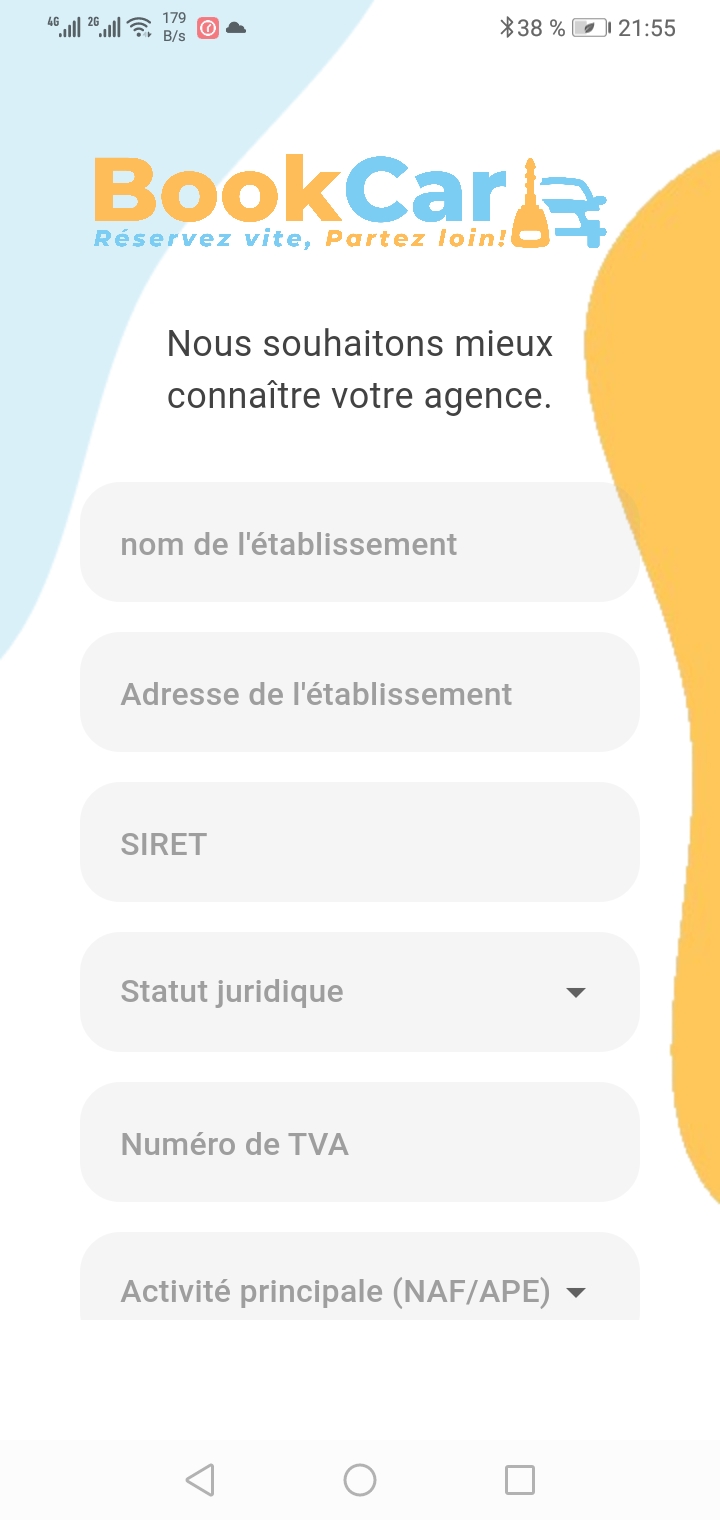 4G 2G 179 B/s 38 % 21:55
BookCar
Réservez vite, Partez loin!
Nous souhaitons mieux
connaître votre agence.
nom de l'établissement
Adresse de l'établissement
SIRET
Statut juridique
Numéro de TVA
Activité principale (NAF/APE)